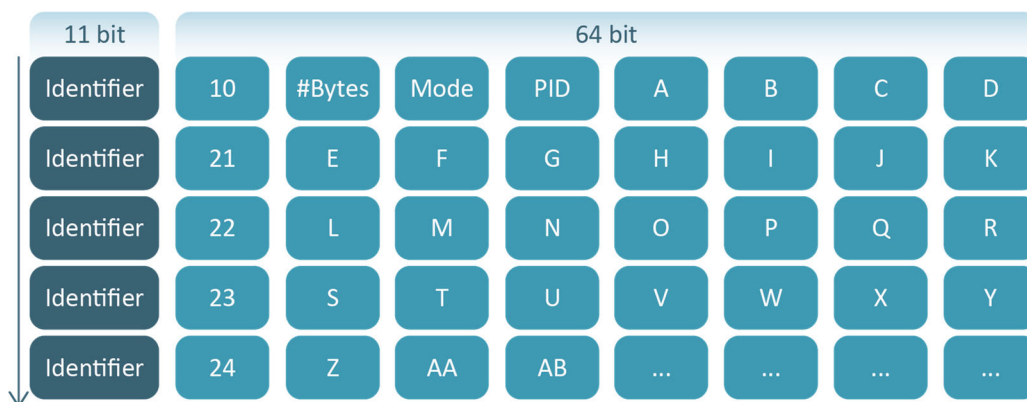 11 bit 64 bit
Identifier 10 #Bytes Mode PID A B C D
Identifier 21 E F G H I J K
Identifier 22 L M N O P Q R
Identifier 23 S T U V W X Y
Identifier 24 Z AA AB ... ... ... ...